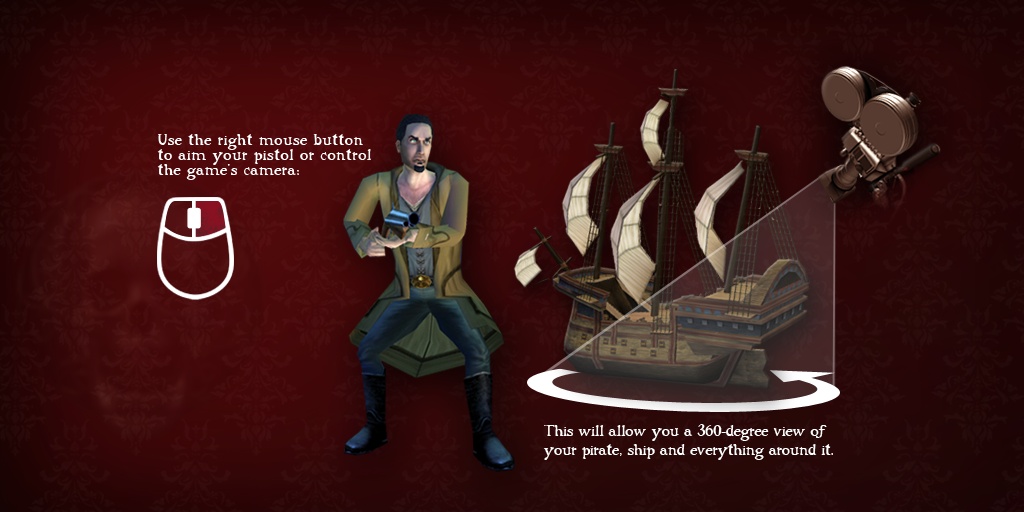 Use the right mouse button
to aim your pistol or control
the game's camera:
This will allow you a 360-degree view of
your pirate, ship and everything around it.